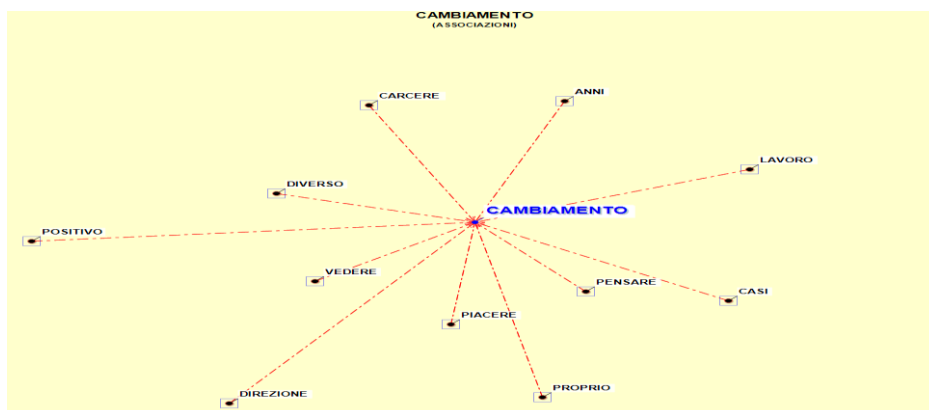 CAMBIAMENTO
(ASSOCIAZIONI)
CARCERE
ANNI
LAVORO
DIVERSO
CAMBIAMENTO
POSITIVO
VEDERE
PENSARE
CASI
PIACERE
DIREZIONE
PROPRIO